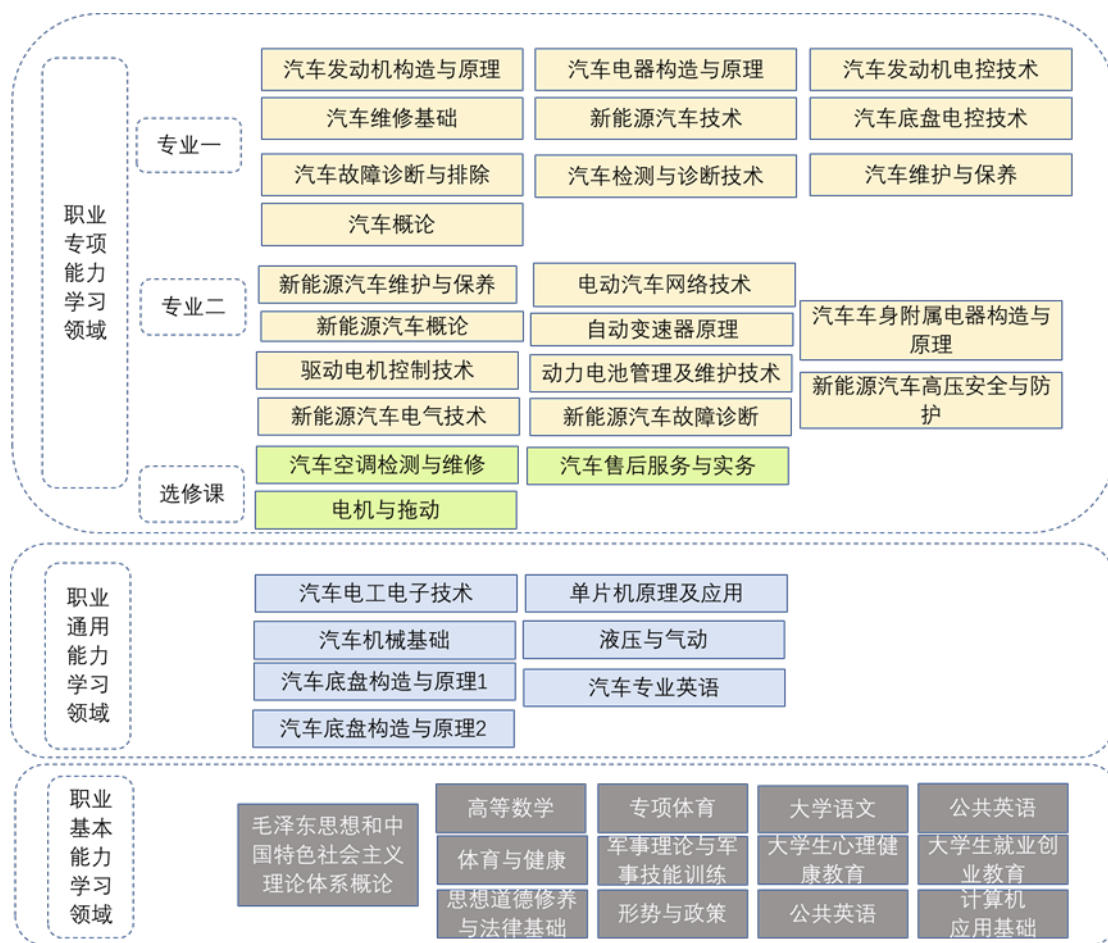 职业
专项
能力
学习
领域
专业一
汽车发动机构造与原理
汽车电器构造与原理
汽车发动机电控技术
汽车维修基础
新能源汽车技术
汽车底盘电控技术
汽车故障诊断与排除
汽车检测与诊断技术
汽车维护与保养
汽车概论
专业二
新能源汽车维护与保养
电动汽车网络技术
新能源汽车概论
自动变速器原理
汽车车身附属电器构造与
原理
驱动电机控制技术
动力电池管理及维护技术
新能源汽车高压安全与防
护
新能源汽车电气技术
新能源汽车故障诊断
选修课
汽车空调检测与维修
汽车售后服务与实务
电机与拖动
职业
通用
能力
学习
领域
汽车电工电子技术
单片机原理及应用
汽车机械基础
液压与气动
汽车底盘构造与原理1
汽车专业英语
汽车底盘构造与原理2
职业
基本
能力
学习
领域
毛泽东思想和中
国特色社会主义
理论体系概论
高等数学
专项体育
大学语文
公共英语
体育与健康
军事理论与军
事技能训练
大学生心理健
康教育
大学生就业创
业教育
思想道德修养
与法律基础
形势与政策
公共英语
计算机
应用基础